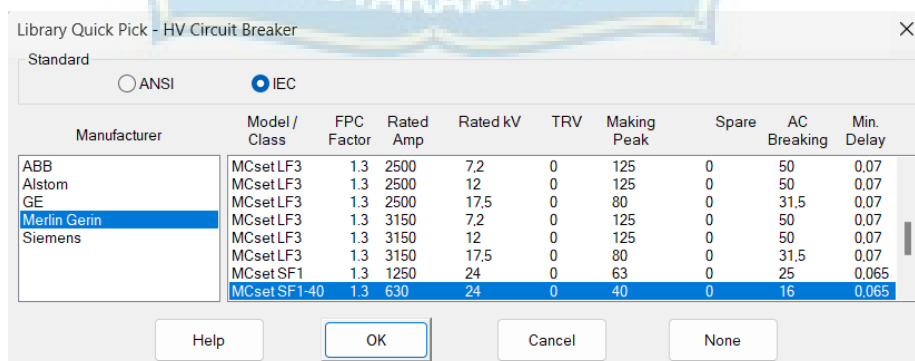 Library Quick Pick - HV Circuit Breaker
Standard
ANSI IEC
Manufacturer
ABB
Alstom
GE
Merlin Gerin
Siemens
Model / FPC Rated Rated kV TRV Making Spare AC Min.
Class Factor Amp Peak Breaking Delay
MCset LF3 1.3 2500 7,2 0 125 0 50 0,07
MCset LF3 1.3 2500 12 0 125 0 50 0,07
MCset LF3 1.3 2500 17,5 0 80 0 31,5 0,07
MCset LF3 1.3 3150 7,2 0 125 0 50 0,07
MCset LF3 1.3 3150 12 0 125 0 50 0,07
MCset LF3 1.3 3150 17,5 0 80 0 31,5 0,07
MCset SF1 1.3 1250 24 0 63 0 25 0,065
MCset SF1-40 1.3 630 24 0 40 0 16 0,065
Help OK Cancel None